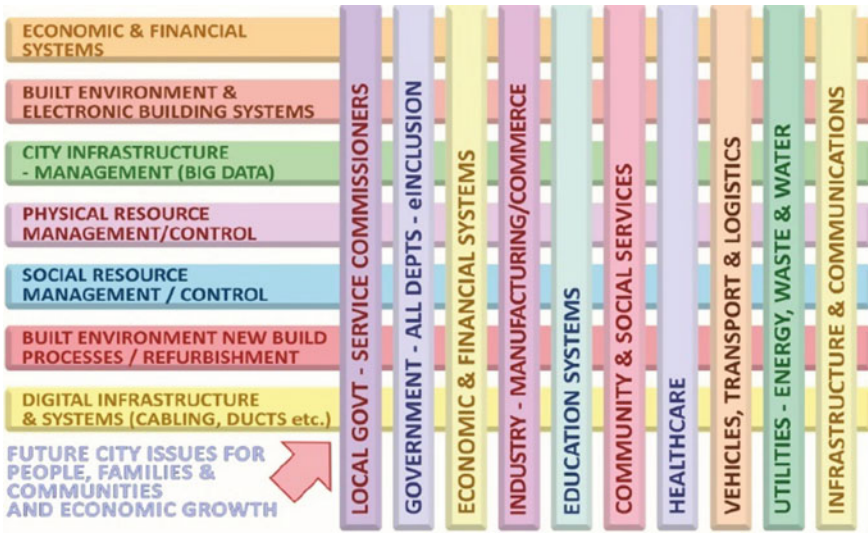 ECONOMIC & FINANCIAL
SYSTEMS
BUILT ENVIRONMENT &
ELECTRONIC BUILDING SYSTEMS
CITY INFRASTRUCTURE
- MANAGEMENT (BIG DATA)
PHYSICAL RESOURCE
MANAGEMENT/CONTROL
SOCIAL RESOURCE
MANAGEMENT / CONTROL
BUILT ENVIRONMENT NEW BUILD
PROCESSES / REFURBISHMENT
DIGITAL INFRASTRUCTURE
& SYSTEMS (CABLING, DUCTS etc.)
FUTURE CITY ISSUES FOR
PEOPLE, FAMILIES &
COMMUNITIES
AND ECONOMIC GROWTH
LOCAL GOVT - SERVICE COMMISSIONERS
GOVERNMENT - ALL DEPTS - eINCLUSION
ECONOMIC & FINANCIAL SYSTEMS
INDUSTRY - MANUFACTURING/COMMERCE
EDUCATION SYSTEMS
COMMUNITY & SOCIAL SERVICES
HEALTHCARE
VEHICLES, TRANSPORT & LOGISTICS
UTILITIES - ENERGY, WASTE & WATER
INFRASTRUCTURE & COMMUNICATIONS